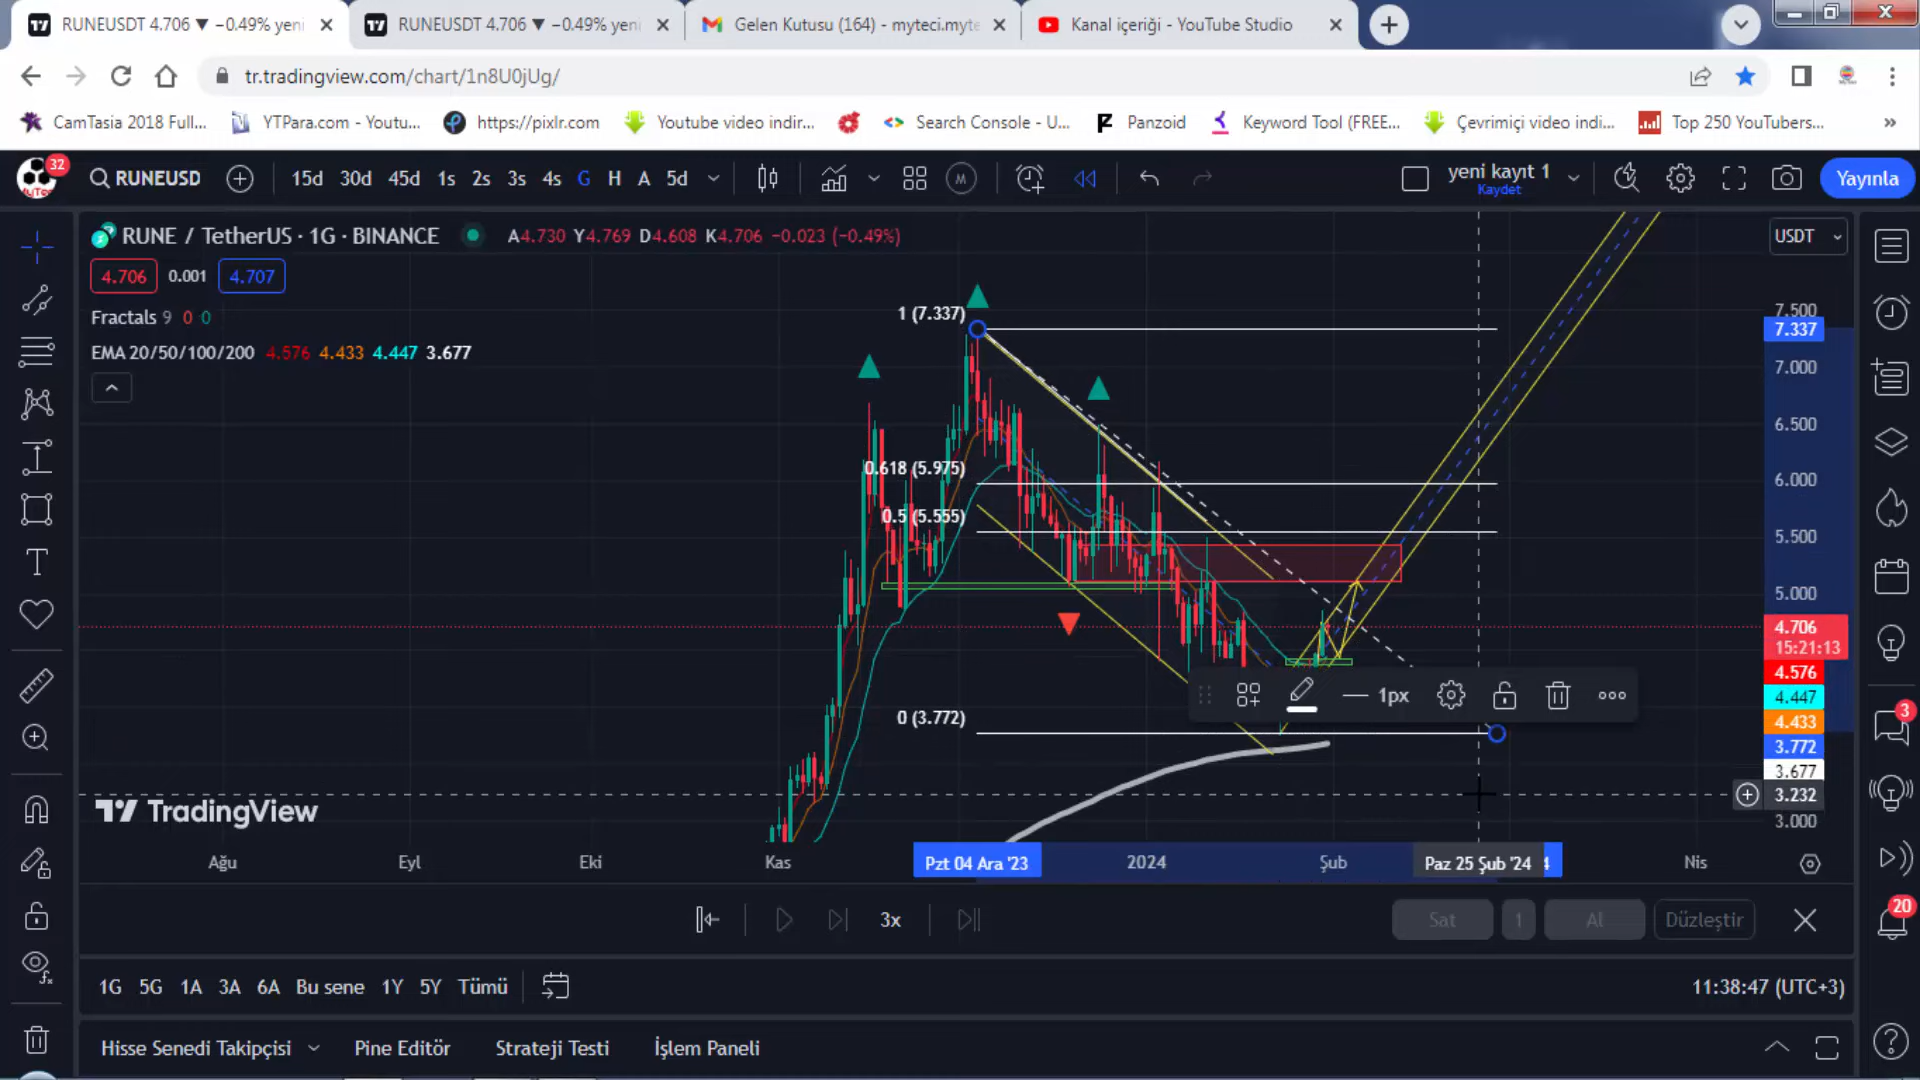 RUNEUSDT 4.706 ▼ −0.49% yeni
RUNEUSDT 4.706 ▼ −0.49% yeni
Gelen Kutusu (164) - myteci.myte
Kanal içeriği - YouTube Studio
tr.tradingview.com/chart/1n8U0jUg/
CamTasia 2018 Full...
YTPara.com - Youtu...
https://pixlr.com
Youtube video indir...
Search Console - U...
Panzoid
Keyword Tool (FREE...
Çevrimiçi video indi...
Top 250 YouTubers...
»
32
RUNEUSD
15d 30d 45d 1s 2s 3s 4s G H A 5d
M
yeni kayıt 1
Kaydet
Yayınla
RUNE / TetherUS · 1G · BINANCE
A4.730 Y4.769 D4.608 K4.706 −0.023 (−0.49%)
USDT
4.706 0.001 4.707
Fractals 9 0 0
EMA 20/50/100/200 4.576 4.433 4.447 3.677
1 (7.337)
0.618 (5.975)
0.5 (5.555)
0 (3.772)
7.500
7.337
7.000
6.500
6.000
5.500
5.000
4.706
15:21:13
4.576
4.447
4.433
3.772
3.677
3.232
3.000
1px
TradingView
Ağu
Eyl
Eki
Kas
Pzt 04 Ara '23
2024
Şub
Paz 25 Şub '24
4
Nis
3x
Sat
1
Al
Düzleştir
1G 5G 1A 3A 6A Bu sene 1Y 5Y Tümü
11:38:47 (UTC+3)
Hisse Senedi Takipçisi
Pine Editör
Strateji Testi
İşlem Paneli
3
20